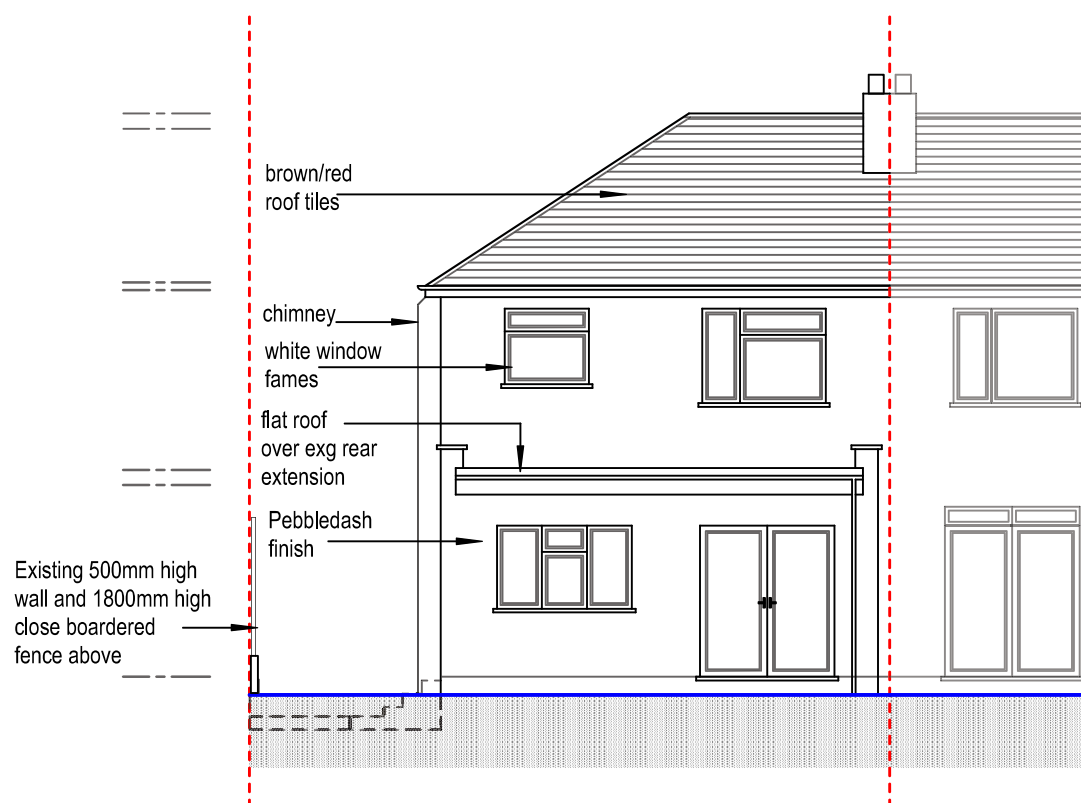 brown/red
roof tiles
chimney
white window
fames
flat roof
over exg rear
extension
Pebbledash
finish
Existing 500mm high
wall and 1800mm high
close boardered
fence above